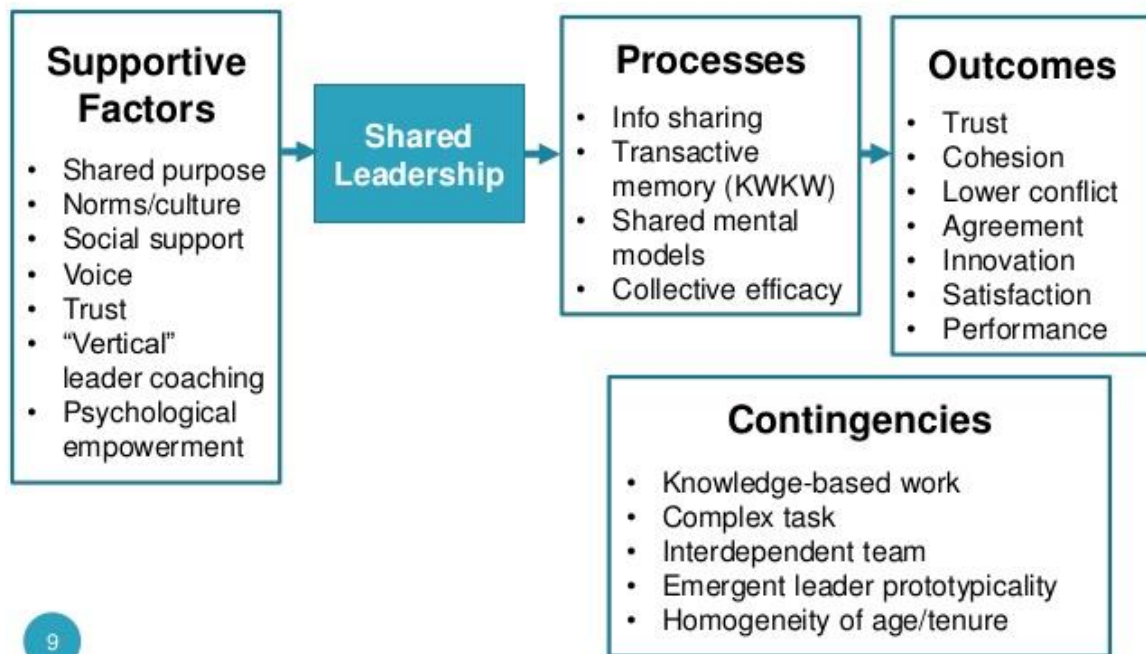 Supportive
Factors
• Shared purpose
• Norms/culture
• Social support
• Voice
• Trust
• “Vertical”
leader coaching
• Psychological
empowerment
Shared
Leadership
Processes
• Info sharing
• Transactive
memory (KWKW)
• Shared mental
models
• Collective efficacy
Outcomes
• Trust
• Cohesion
• Lower conflict
• Agreement
• Innovation
• Satisfaction
• Performance
Contingencies
• Knowledge-based work
• Complex task
• Interdependent team
• Emergent leader prototypicality
• Homogeneity of age/tenure
9